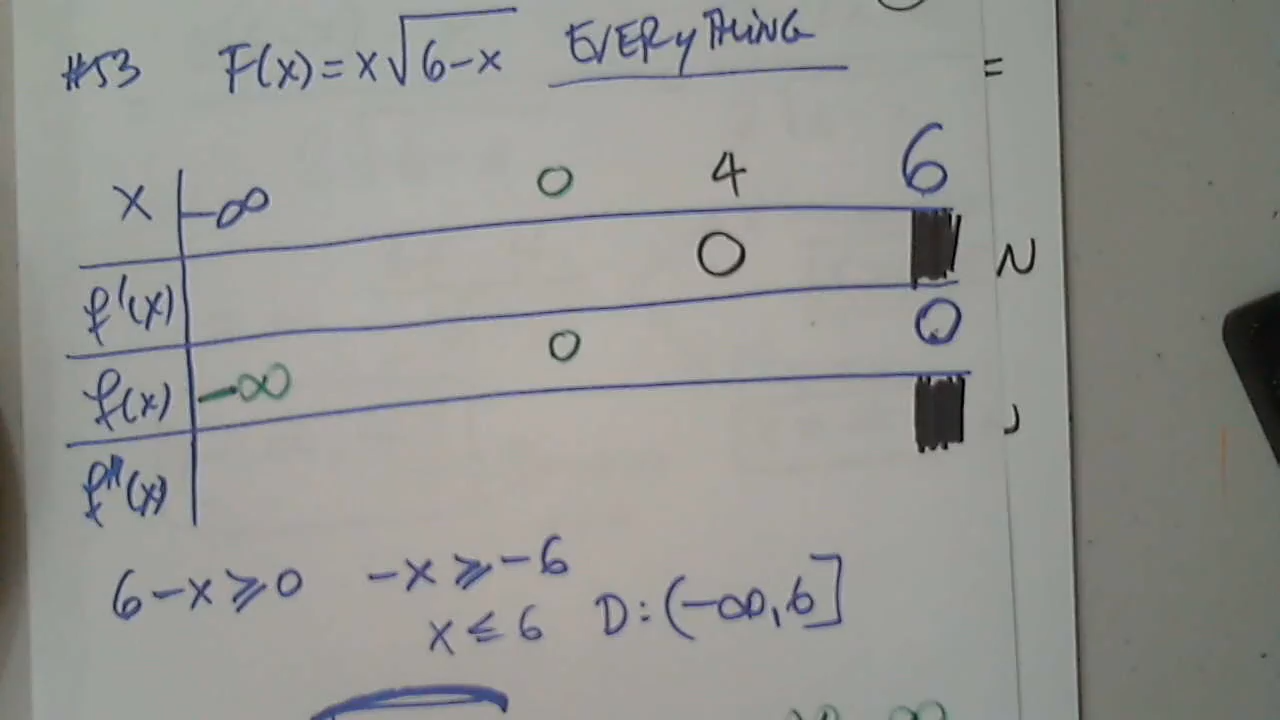 #53 F(x) = x√6-x EVERYTHING
=
x -∞ 0 4 6
f'(x) 0
N
f(x) -∞ 0 0
f"(x)
6-x ≥ 0 -x ≥ -6
x ≤ 6 D: (-∞, 6]